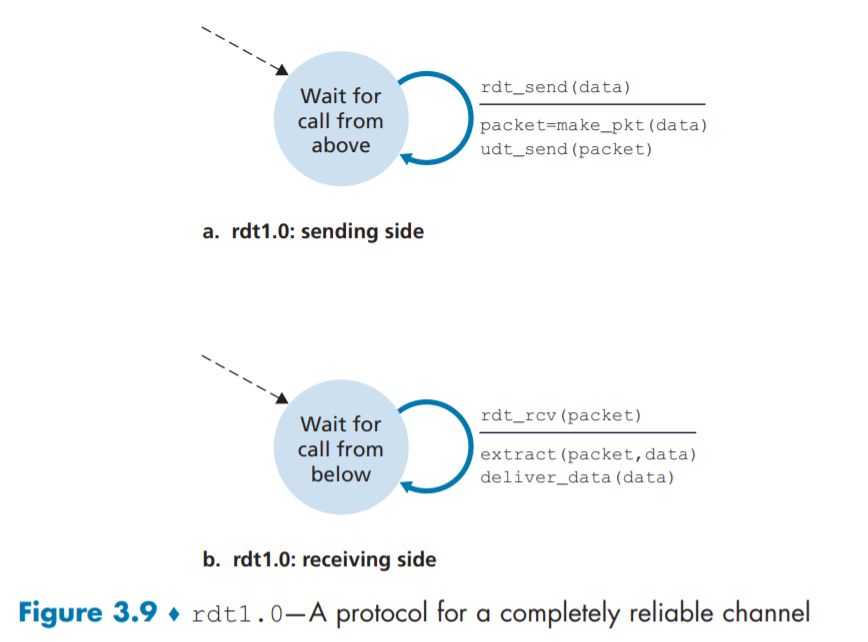 Wait for
call from
above
rdt_send(data)
packet=make_pkt(data)
udt_send(packet)
a. rdt1.0: sending side
Wait for
call from
below
rdt_rcv(packet)
extract(packet,data)
deliver_data(data)
b. rdt1.0: receiving side
Figure 3.9 ♦ rdt1.0—A protocol for a completely reliable channel